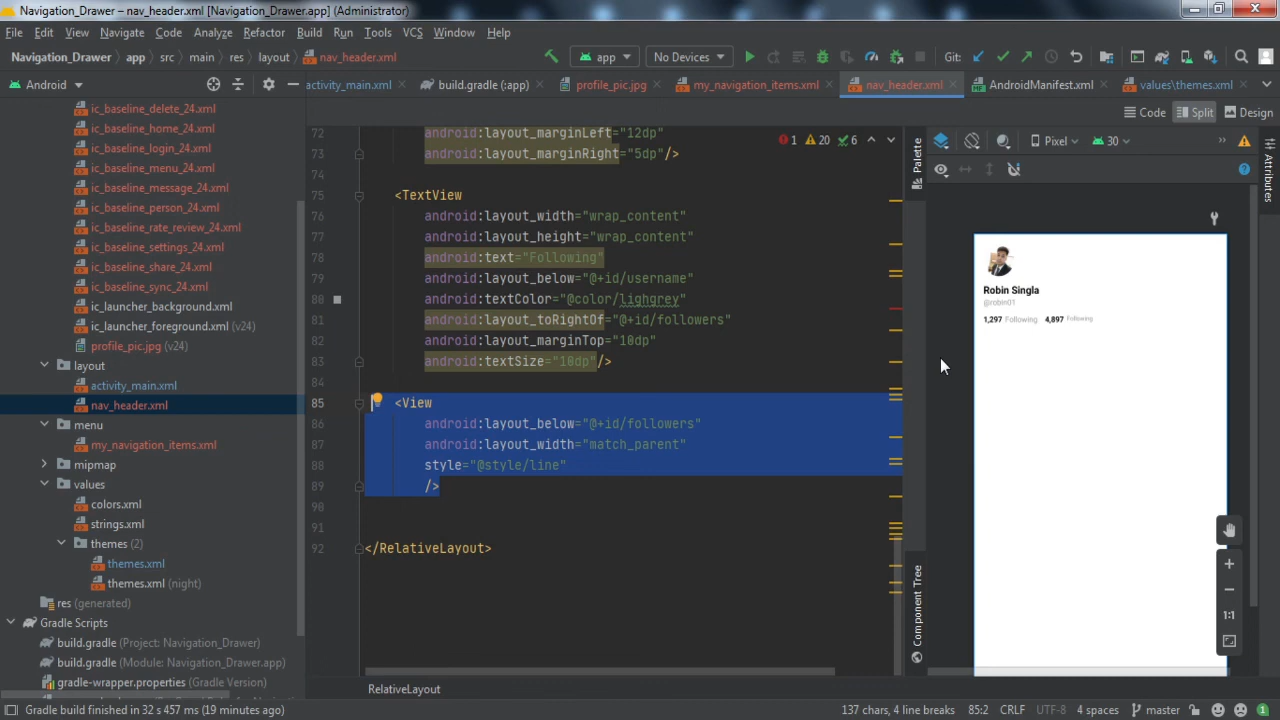 Navigation_Drawer – nav_header.xml [Navigation_Drawer.app] (Administrator)
File Edit View Navigate Code Analyze Refactor Build Run Tools VCS Window Help
Navigation_Drawer app src main res layout nav_header.xml app No Devices Git:
Android
activity_main.xml build.gradle (:app) profile_pic.jpg my_navigation_items.xml nav_header.xml AndroidManifest.xml values\themes.xml
Code Split Design
ic_baseline_delete_24.xml
ic_baseline_home_24.xml
ic_baseline_login_24.xml
ic_baseline_menu_24.xml
ic_baseline_message_24.xml
ic_baseline_person_24.xml
ic_baseline_rate_review_24.xml
ic_baseline_settings_24.xml
ic_baseline_share_24.xml
ic_baseline_sync_24.xml
ic_launcher_background.xml
ic_launcher_foreground.xml (v24)
profile_pic.jpg (v24)
layout
activity_main.xml
nav_header.xml
menu
my_navigation_items.xml
mipmap
values
colors.xml
strings.xml
themes (2)
themes.xml
themes.xml (night)
res (generated)
Gradle Scripts
build.gradle (Project: Navigation_Drawer)
build.gradle (Module: Navigation_Drawer.app)
gradle-wrapper.properties (Gradle Version)
1 20 6
72 android:layout_marginLeft="12dp"
73 android:layout_marginRight="5dp"/>
74
75 <TextView
76 android:layout_width="wrap_content"
77 android:layout_height="wrap_content"
78 android:text="Following"
79 android:layout_below="@+id/username"
80 android:textColor="@color/lighgrey"
81 android:layout_toRightOf="@+id/followers"
82 android:layout_marginTop="10dp"
83 android:textSize="10dp"/>
84
85 <View
86 android:layout_below="@+id/followers"
87 android:layout_width="match_parent"
88 style="@style/line"
89 />
90
91
92 </RelativeLayout>
RelativeLayout
Palette
Component Tree
Pixel 30
Attributes
Robin Singla
@robin01
1,297 Following 4,897 Following
1:1
Gradle build finished in 32 s 457 ms (19 minutes ago) 137 chars, 4 line breaks 85:2 CRLF UTF-8 4 spaces master 1